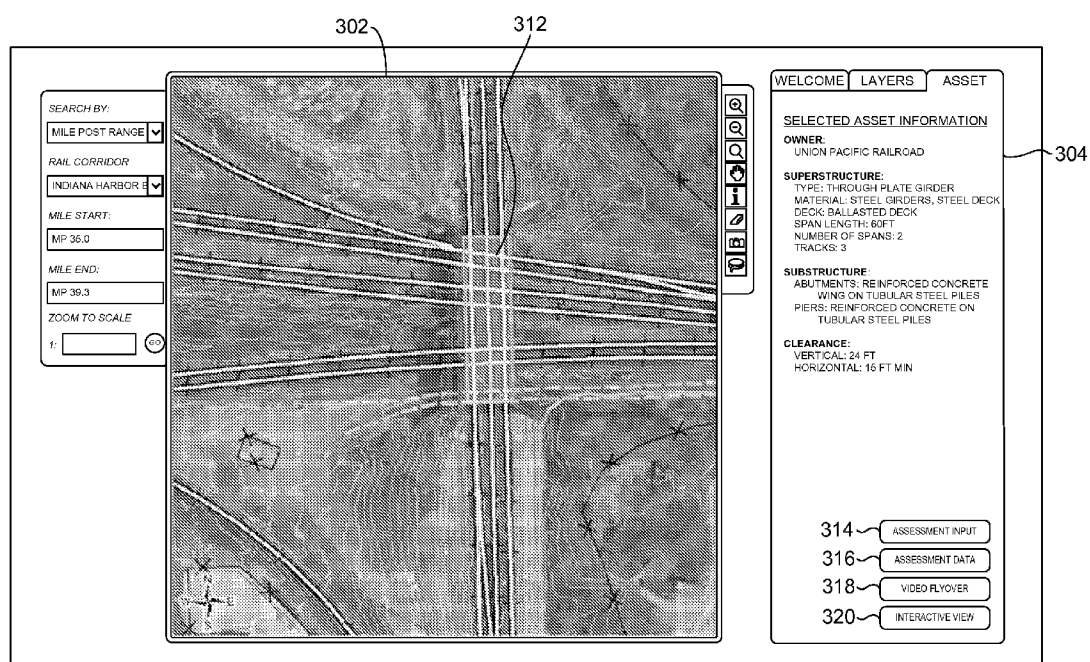 302
312
SEARCH BY:
MILE POST RANGE
RAIL CORRIDOR
INDIANA HARBOR B
MILE START:
MP 35.0
MILE END:
MP 39.3
ZOOM TO SCALE
1:
GO
N
E
S
WELCOME
LAYERS
ASSET
304
SELECTED ASSET INFORMATION
OWNER:
UNION PACIFIC RAILROAD
SUPERSTRUCTURE:
TYPE: THROUGH PLATE GIRDER
MATERIAL: STEEL GIRDERS, STEEL DECK
DECK: BALLASTED DECK
SPAN LENGTH: 60FT
NUMBER OF SPANS: 2
TRACKS: 3
SUBSTRUCTURE:
ABUTMENTS: REINFORCED CONCRETE
WING ON TUBULAR STEEL PILES
PIERS: REINFORCED CONCRETE ON
TUBULAR STEEL PILES
CLEARANCE:
VERTICAL: 24 FT
HORIZONTAL: 15 FT MIN
314
ASSESSMENT INPUT
316
ASSESSMENT DATA
318
VIDEO FLYOVER
320
INTERACTIVE VIEW